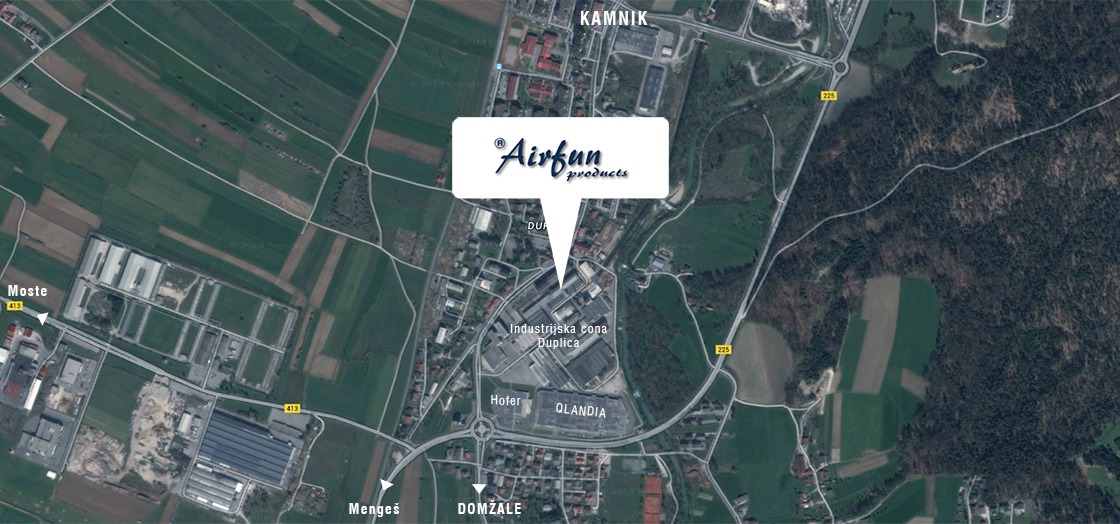 KAMNIK
225
® Airfun
products
DUP
Moste
413
Industrijska cona
Duplica
225
Hofer
QLANDIA
413
Mengeš
DOMŽALE